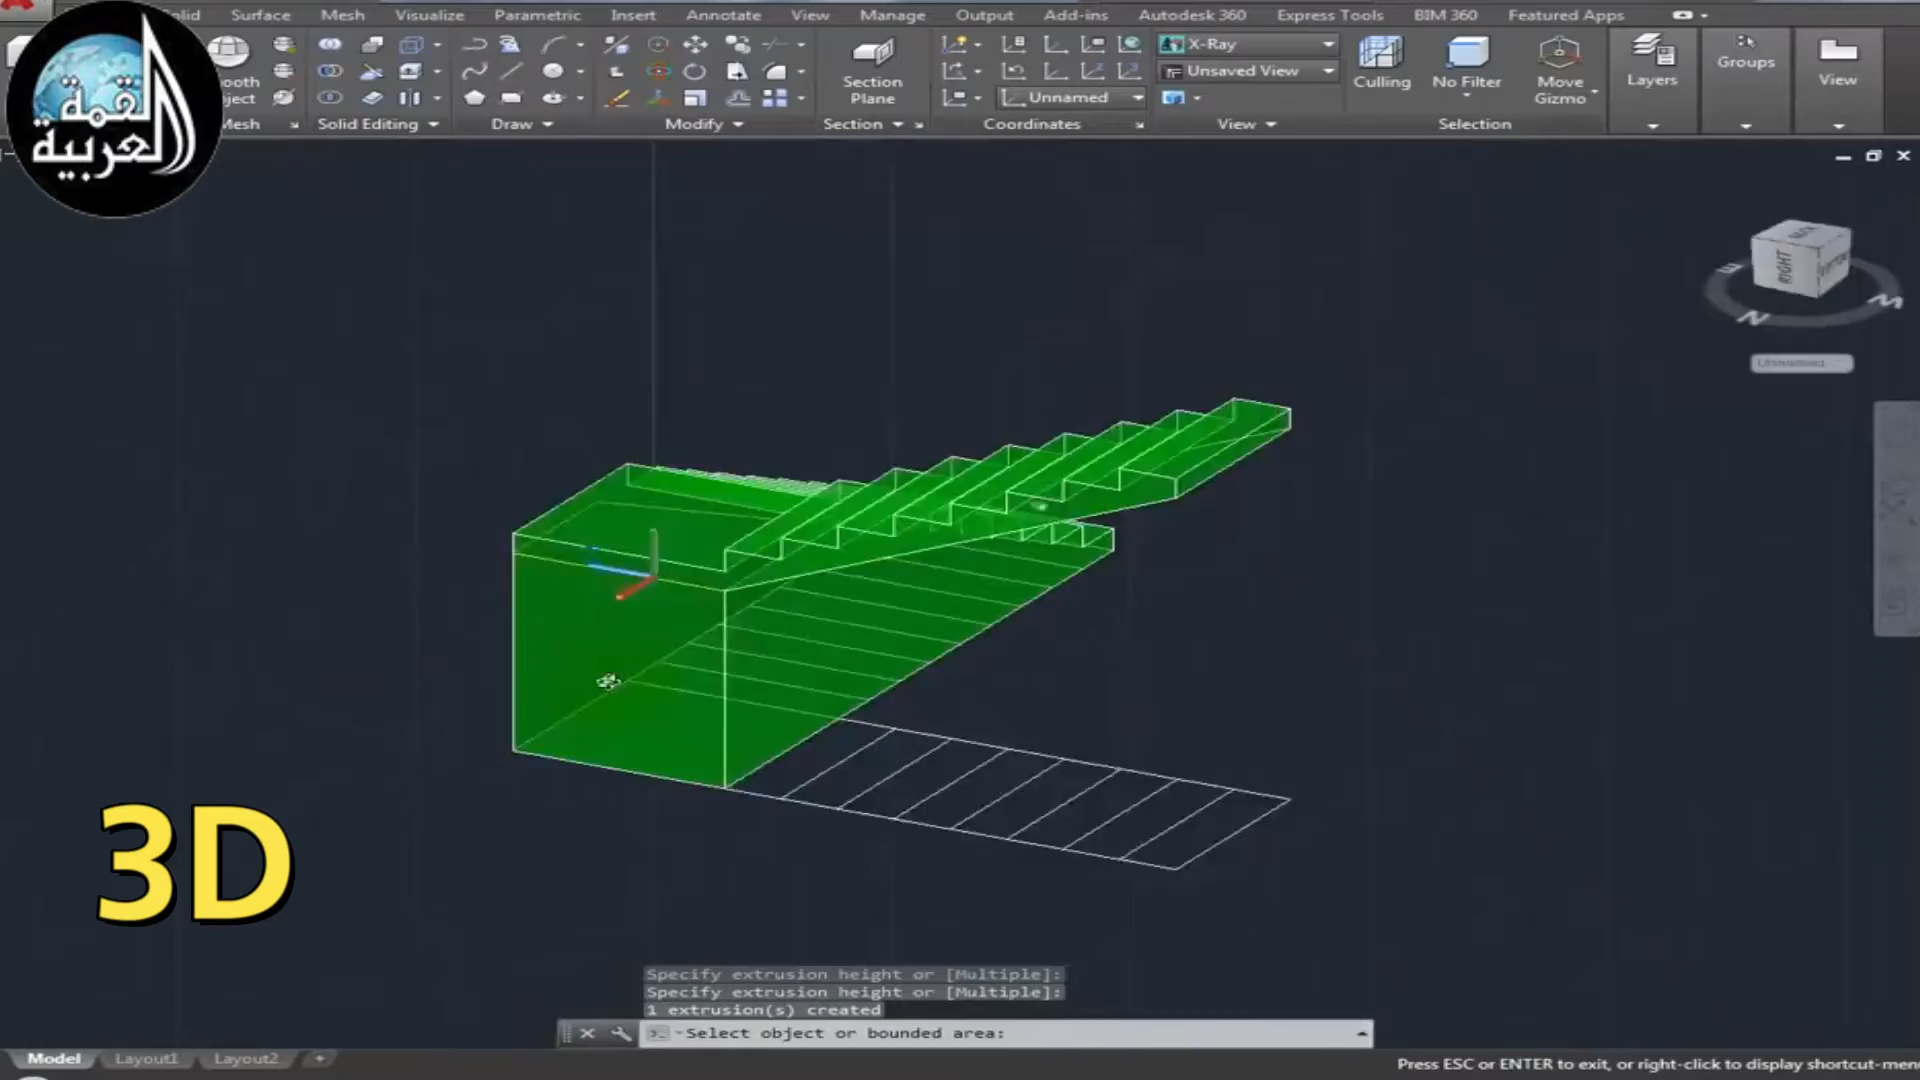 Surface Mesh Visualize Parametric Insert Annotate View Manage Output Add-ins Autodesk 360 Express Tools BIM 360 Featured Apps
القمة
العربية
X-Ray
Unsaved View
Unnamed
Section
Plane
Culling
No Filter
Move
Gizmo
Layers
Groups
View
Mesh
Solid Editing
Draw
Modify
Section
Coordinates
View
Selection
RIGHT
BACK
N
3D
Specify extrusion height or [Multiple]:
Specify extrusion height or [Multiple]:
1 extrusion(s) created
Select object or bounded area:
Model Layout1 Layout2 +
Press ESC or ENTER to exit, or right-click to display shortcut-menu